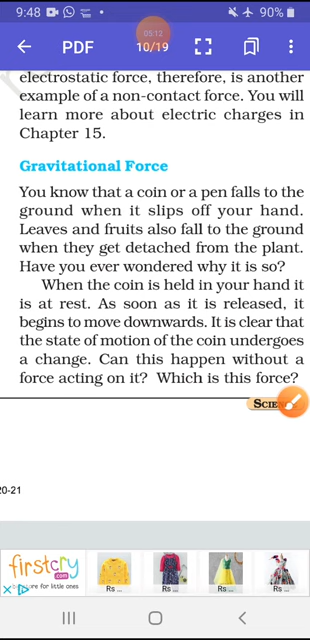 9:48 90%
05:12
PDF 10/19
electrostatic force, therefore, is another
example of a non-contact force. You will
learn more about electric charges in
Chapter 15.
Gravitational Force
You know that a coin or a pen falls to the
ground when it slips off your hand.
Leaves and fruits also fall to the ground
when they get detached from the plant.
Have you ever wondered why it is so?
When the coin is held in your hand it
is at rest. As soon as it is released, it
begins to move downwards. It is clear that
the state of motion of the coin undergoes
a change. Can this happen without a
force acting on it? Which is this force?
20-21
firstcry
.com
for little ones
Rs ... Rs ... Rs ... Rs ...